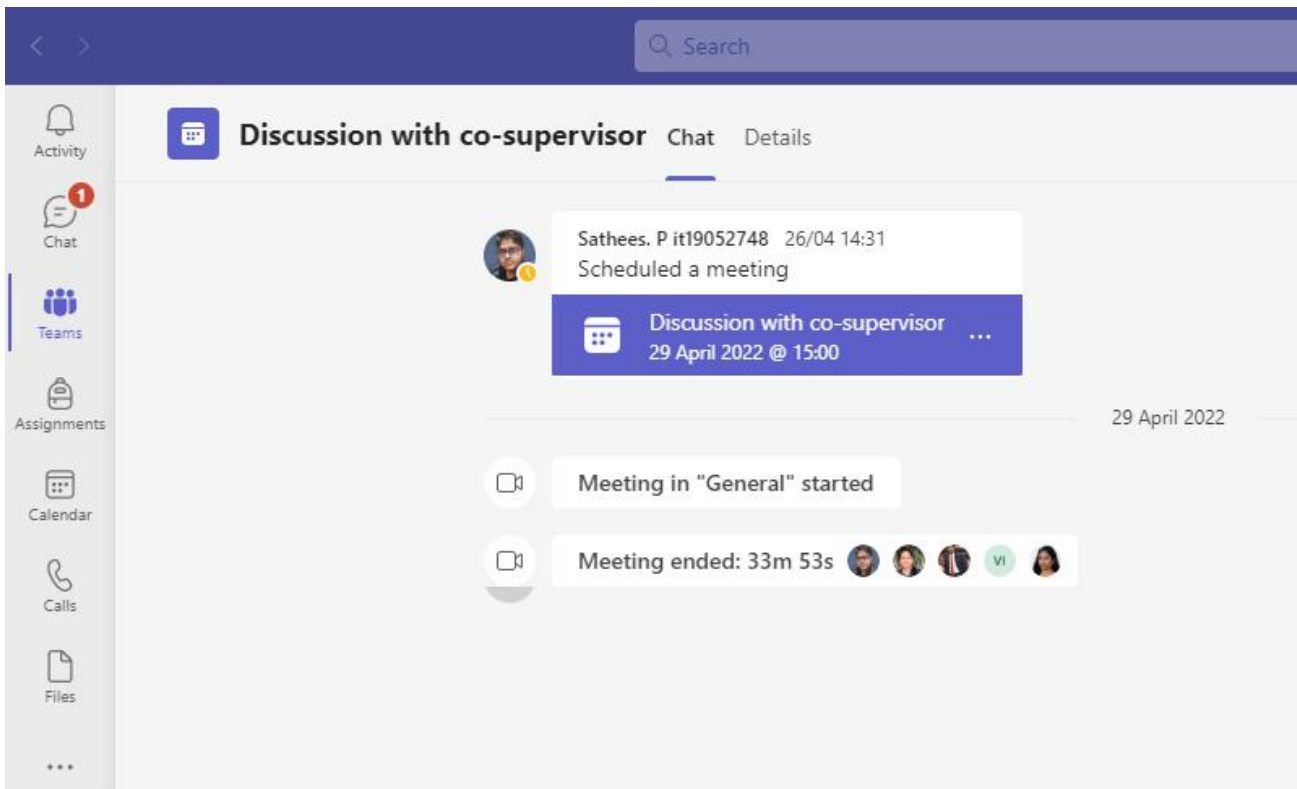 Search
Activity
1
Chat
Teams
Assignments
Calendar
Calls
Files
Discussion with co-supervisor Chat Details
Sathees. P it19052748 26/04 14:31
Scheduled a meeting
Discussion with co-supervisor
29 April 2022 @ 15:00
29 April 2022
Meeting in "General" started
Meeting ended: 33m 53s VI